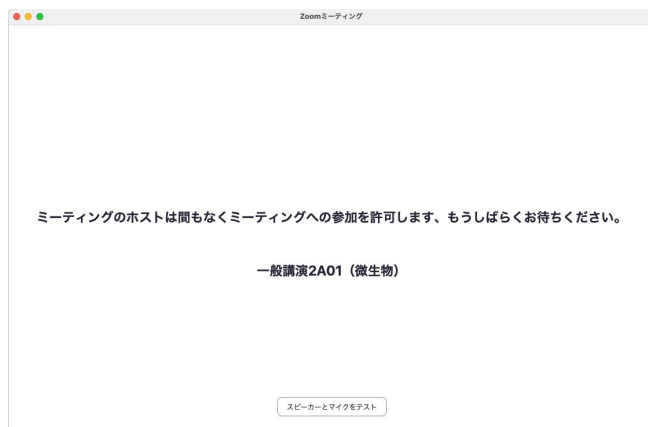 Zoomミーティング
ミーティングのホストは間もなくミーティングへの参加を許可します、もうしばらくお待ちください。
一般講演2A01（微生物）
スピーカーとマイクをテスト